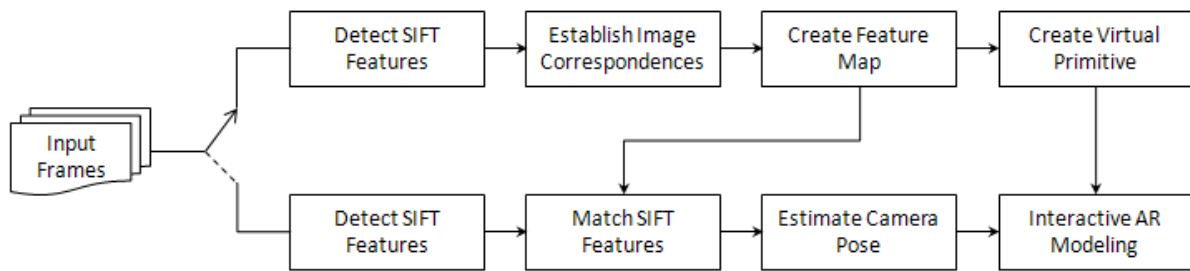 Detect SIFT
Features
Establish Image
Correspondences
Create Feature
Map
Create Virtual
Primitive
Input
Frames
Detect SIFT
Features
Match SIFT
Features
Estimate Camera
Pose
Interactive AR
Modeling